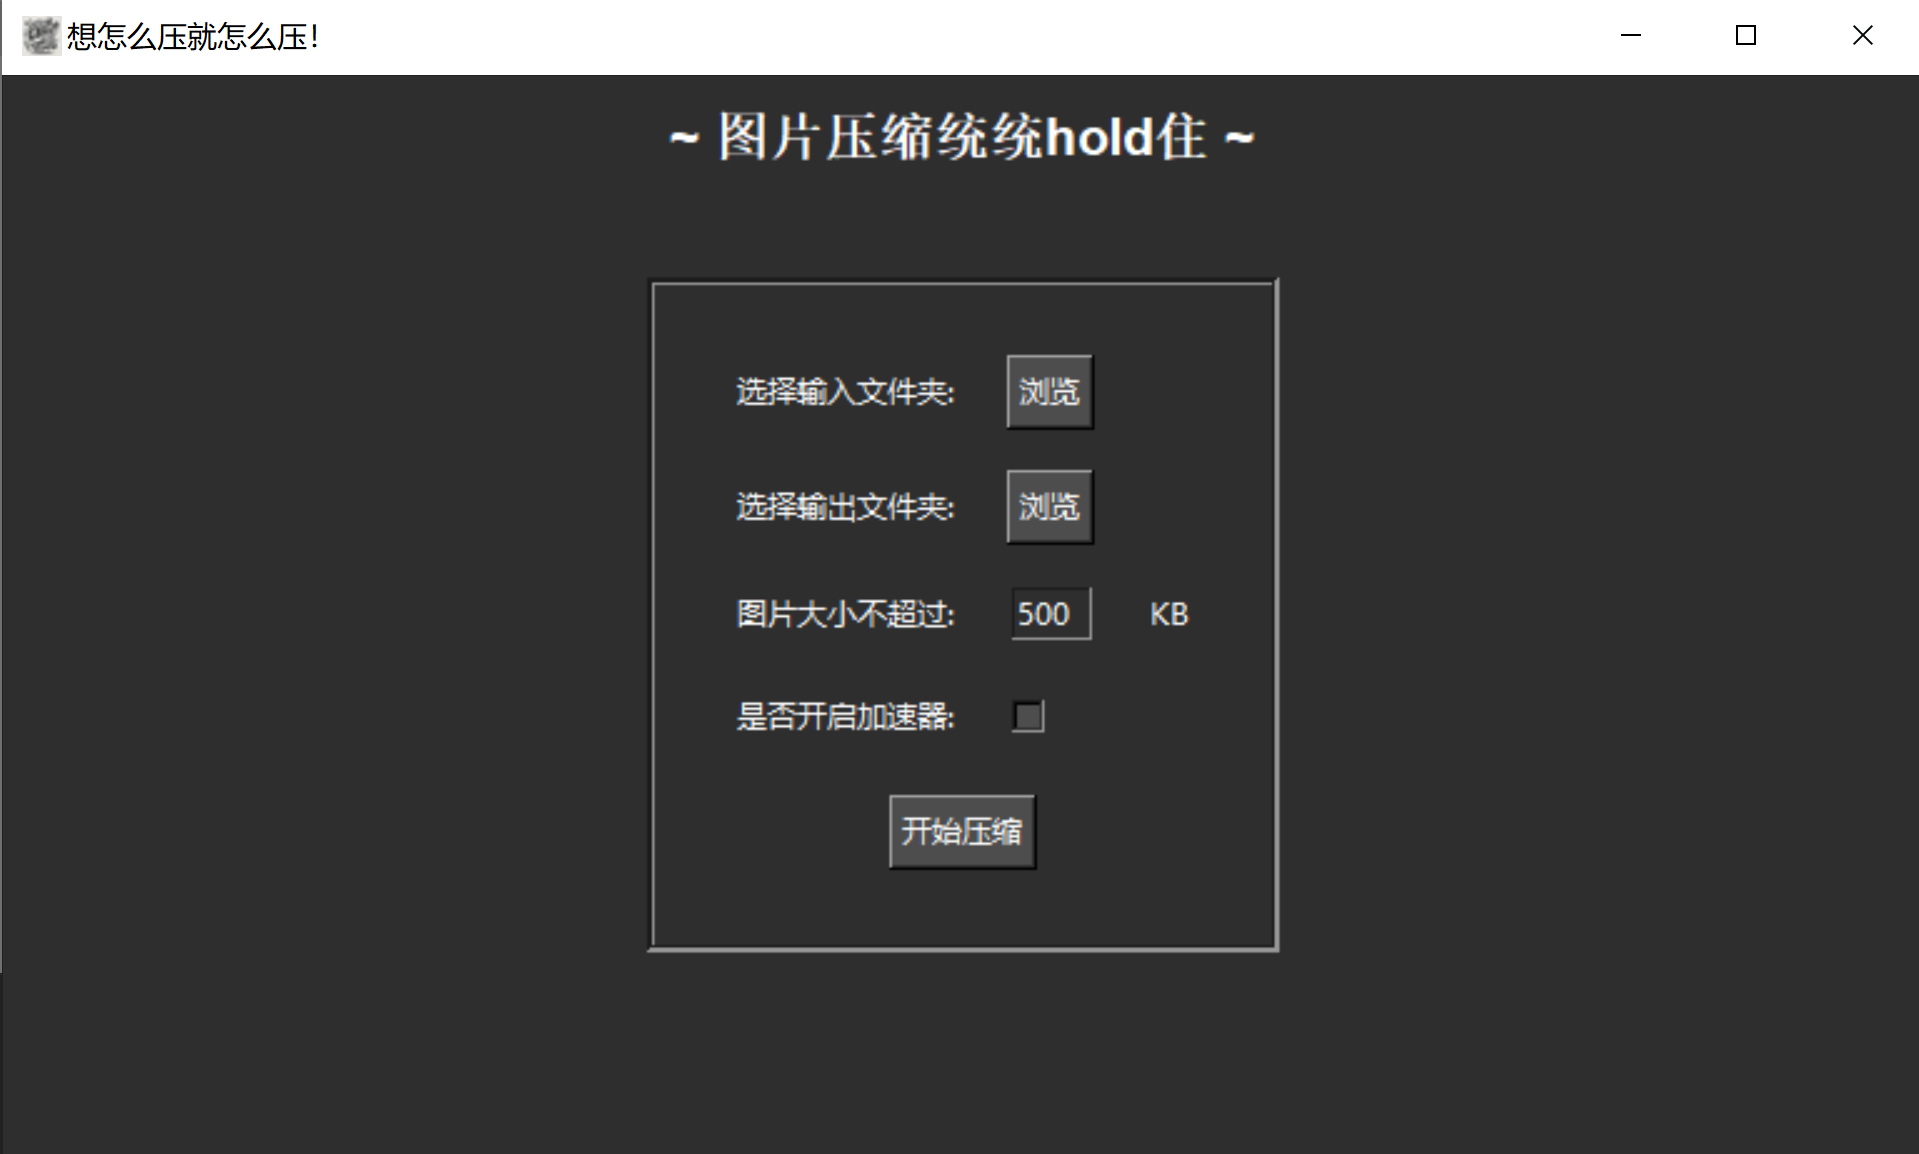 想怎么压就怎么压！
~ 图片压缩统统hold住 ~
选择输入文件夹: 浏览
选择输出文件夹: 浏览
图片大小不超过: 500 KB
是否开启加速器:
开始压缩